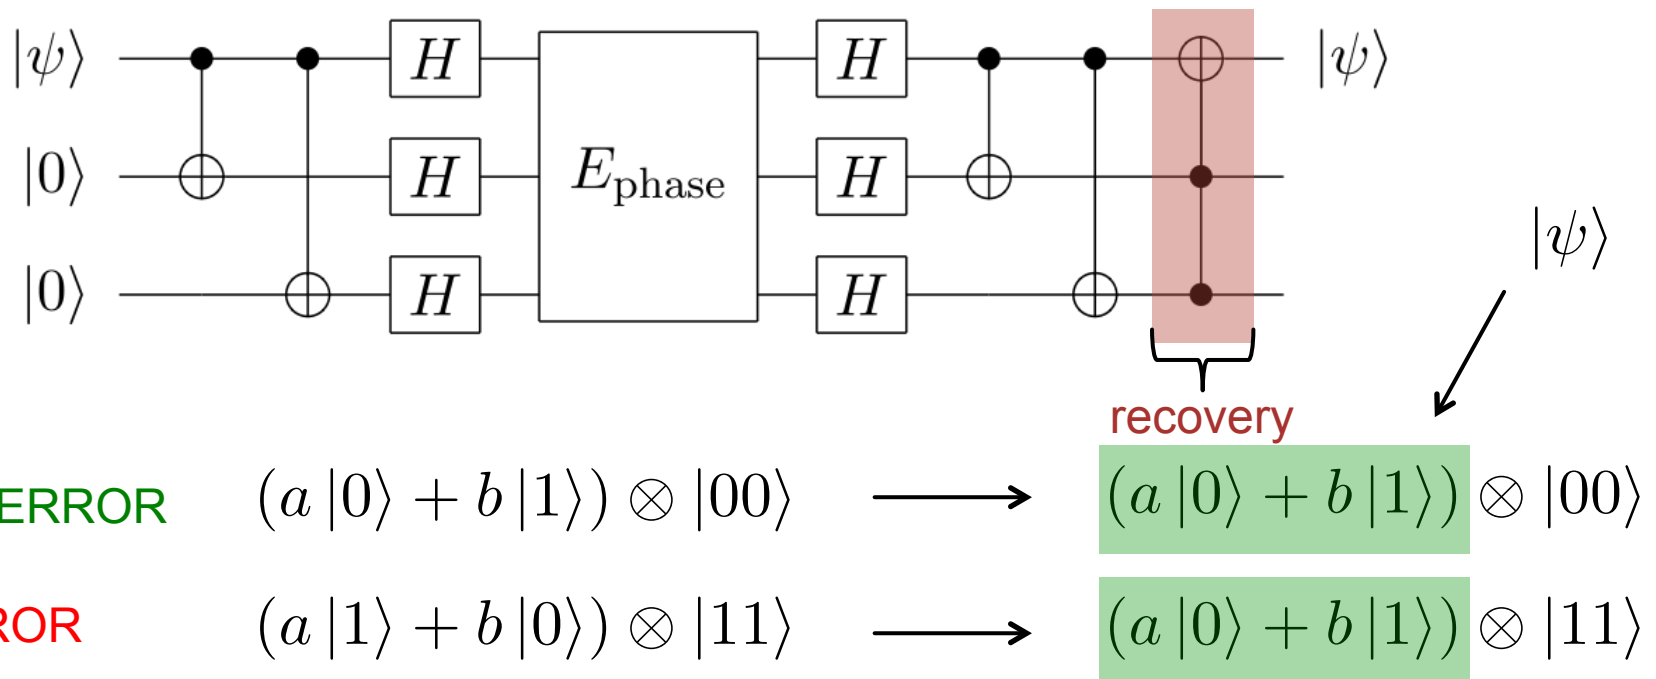 |ψ⟩ H H |ψ⟩
|0⟩ H E_phase H
|0⟩ H H
|ψ⟩
recovery
ERROR (a|0⟩ + b|1⟩) ⊗ |00⟩ ⟶ (a|0⟩ + b|1⟩) ⊗ |00⟩
ROR (a|1⟩ + b|0⟩) ⊗ |11⟩ ⟶ (a|0⟩ + b|1⟩) ⊗ |11⟩